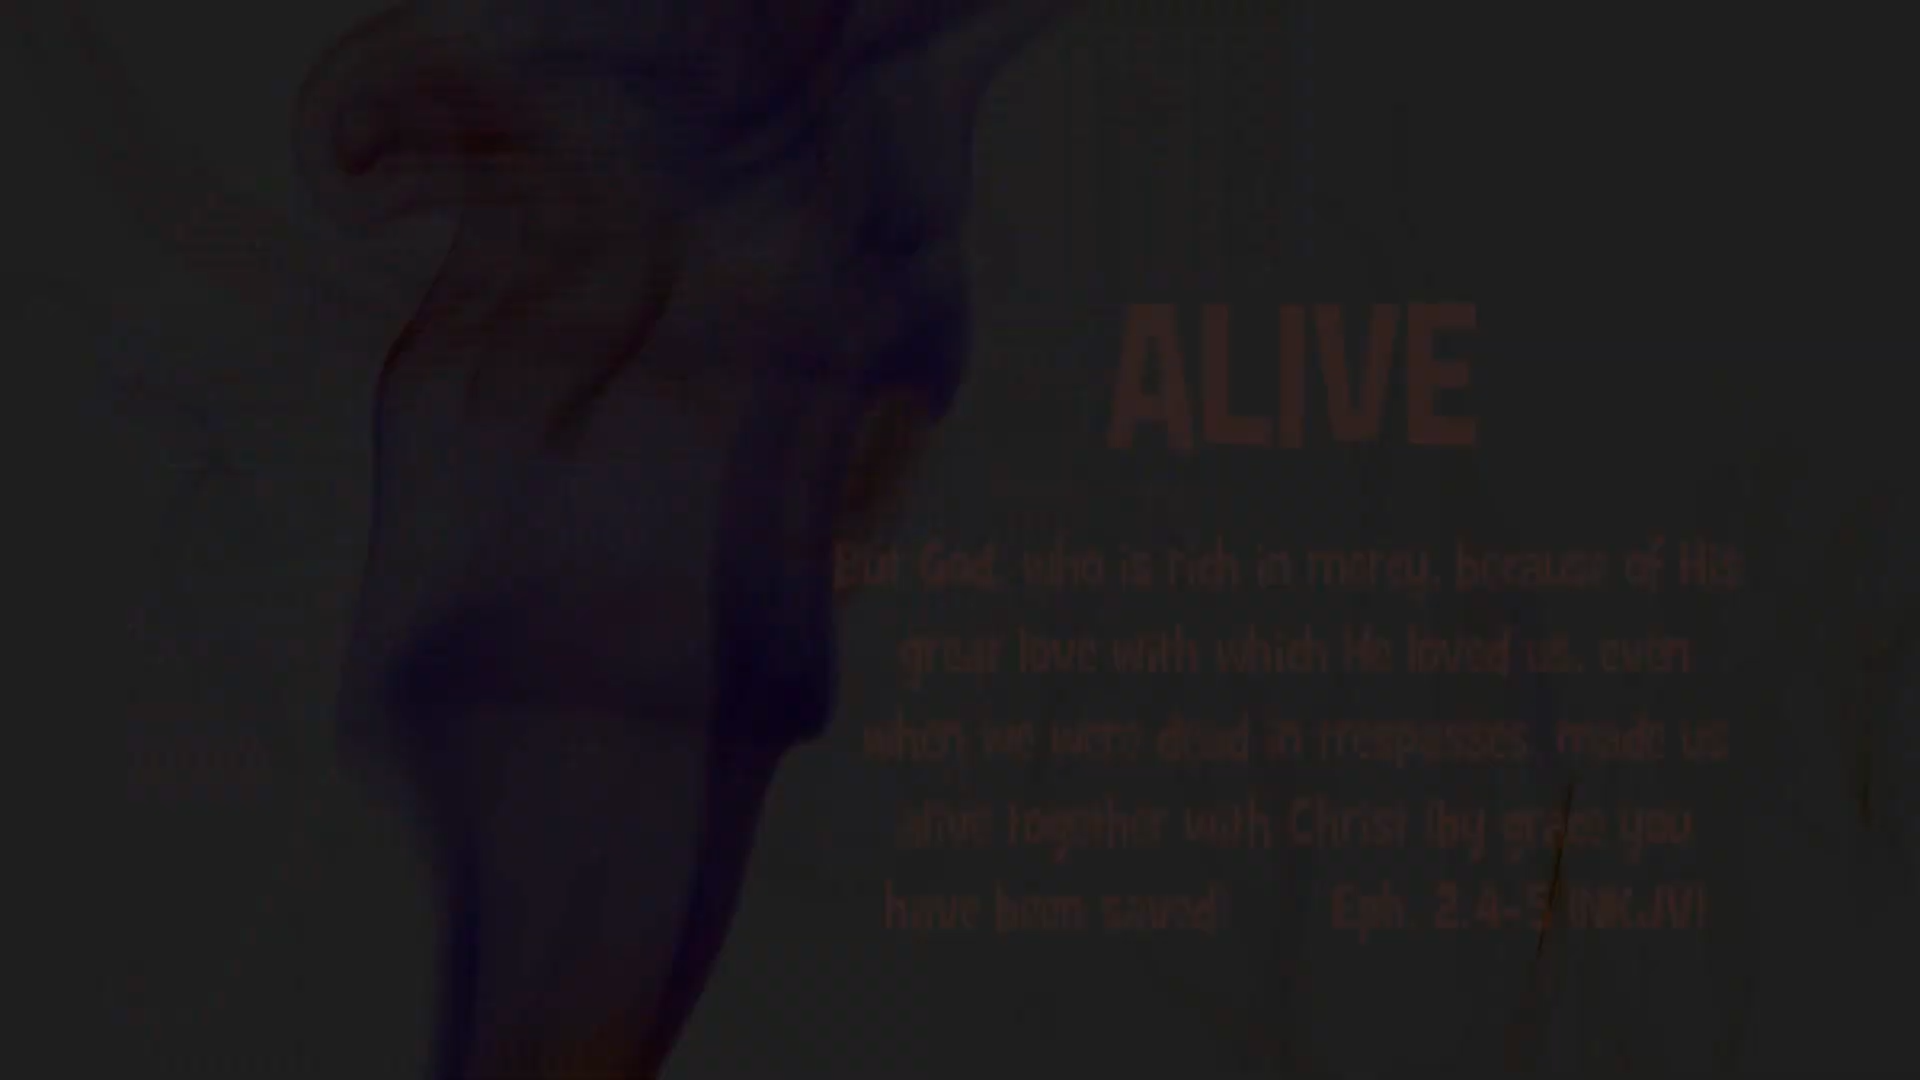 ALIVE
But God, who is rich in mercy, because of His
great love with which He loved us, even
when we were dead in trespasses, made us
alive together with Christ (by grace you
have been saved) Eph. 2:4-5 (NKJV)